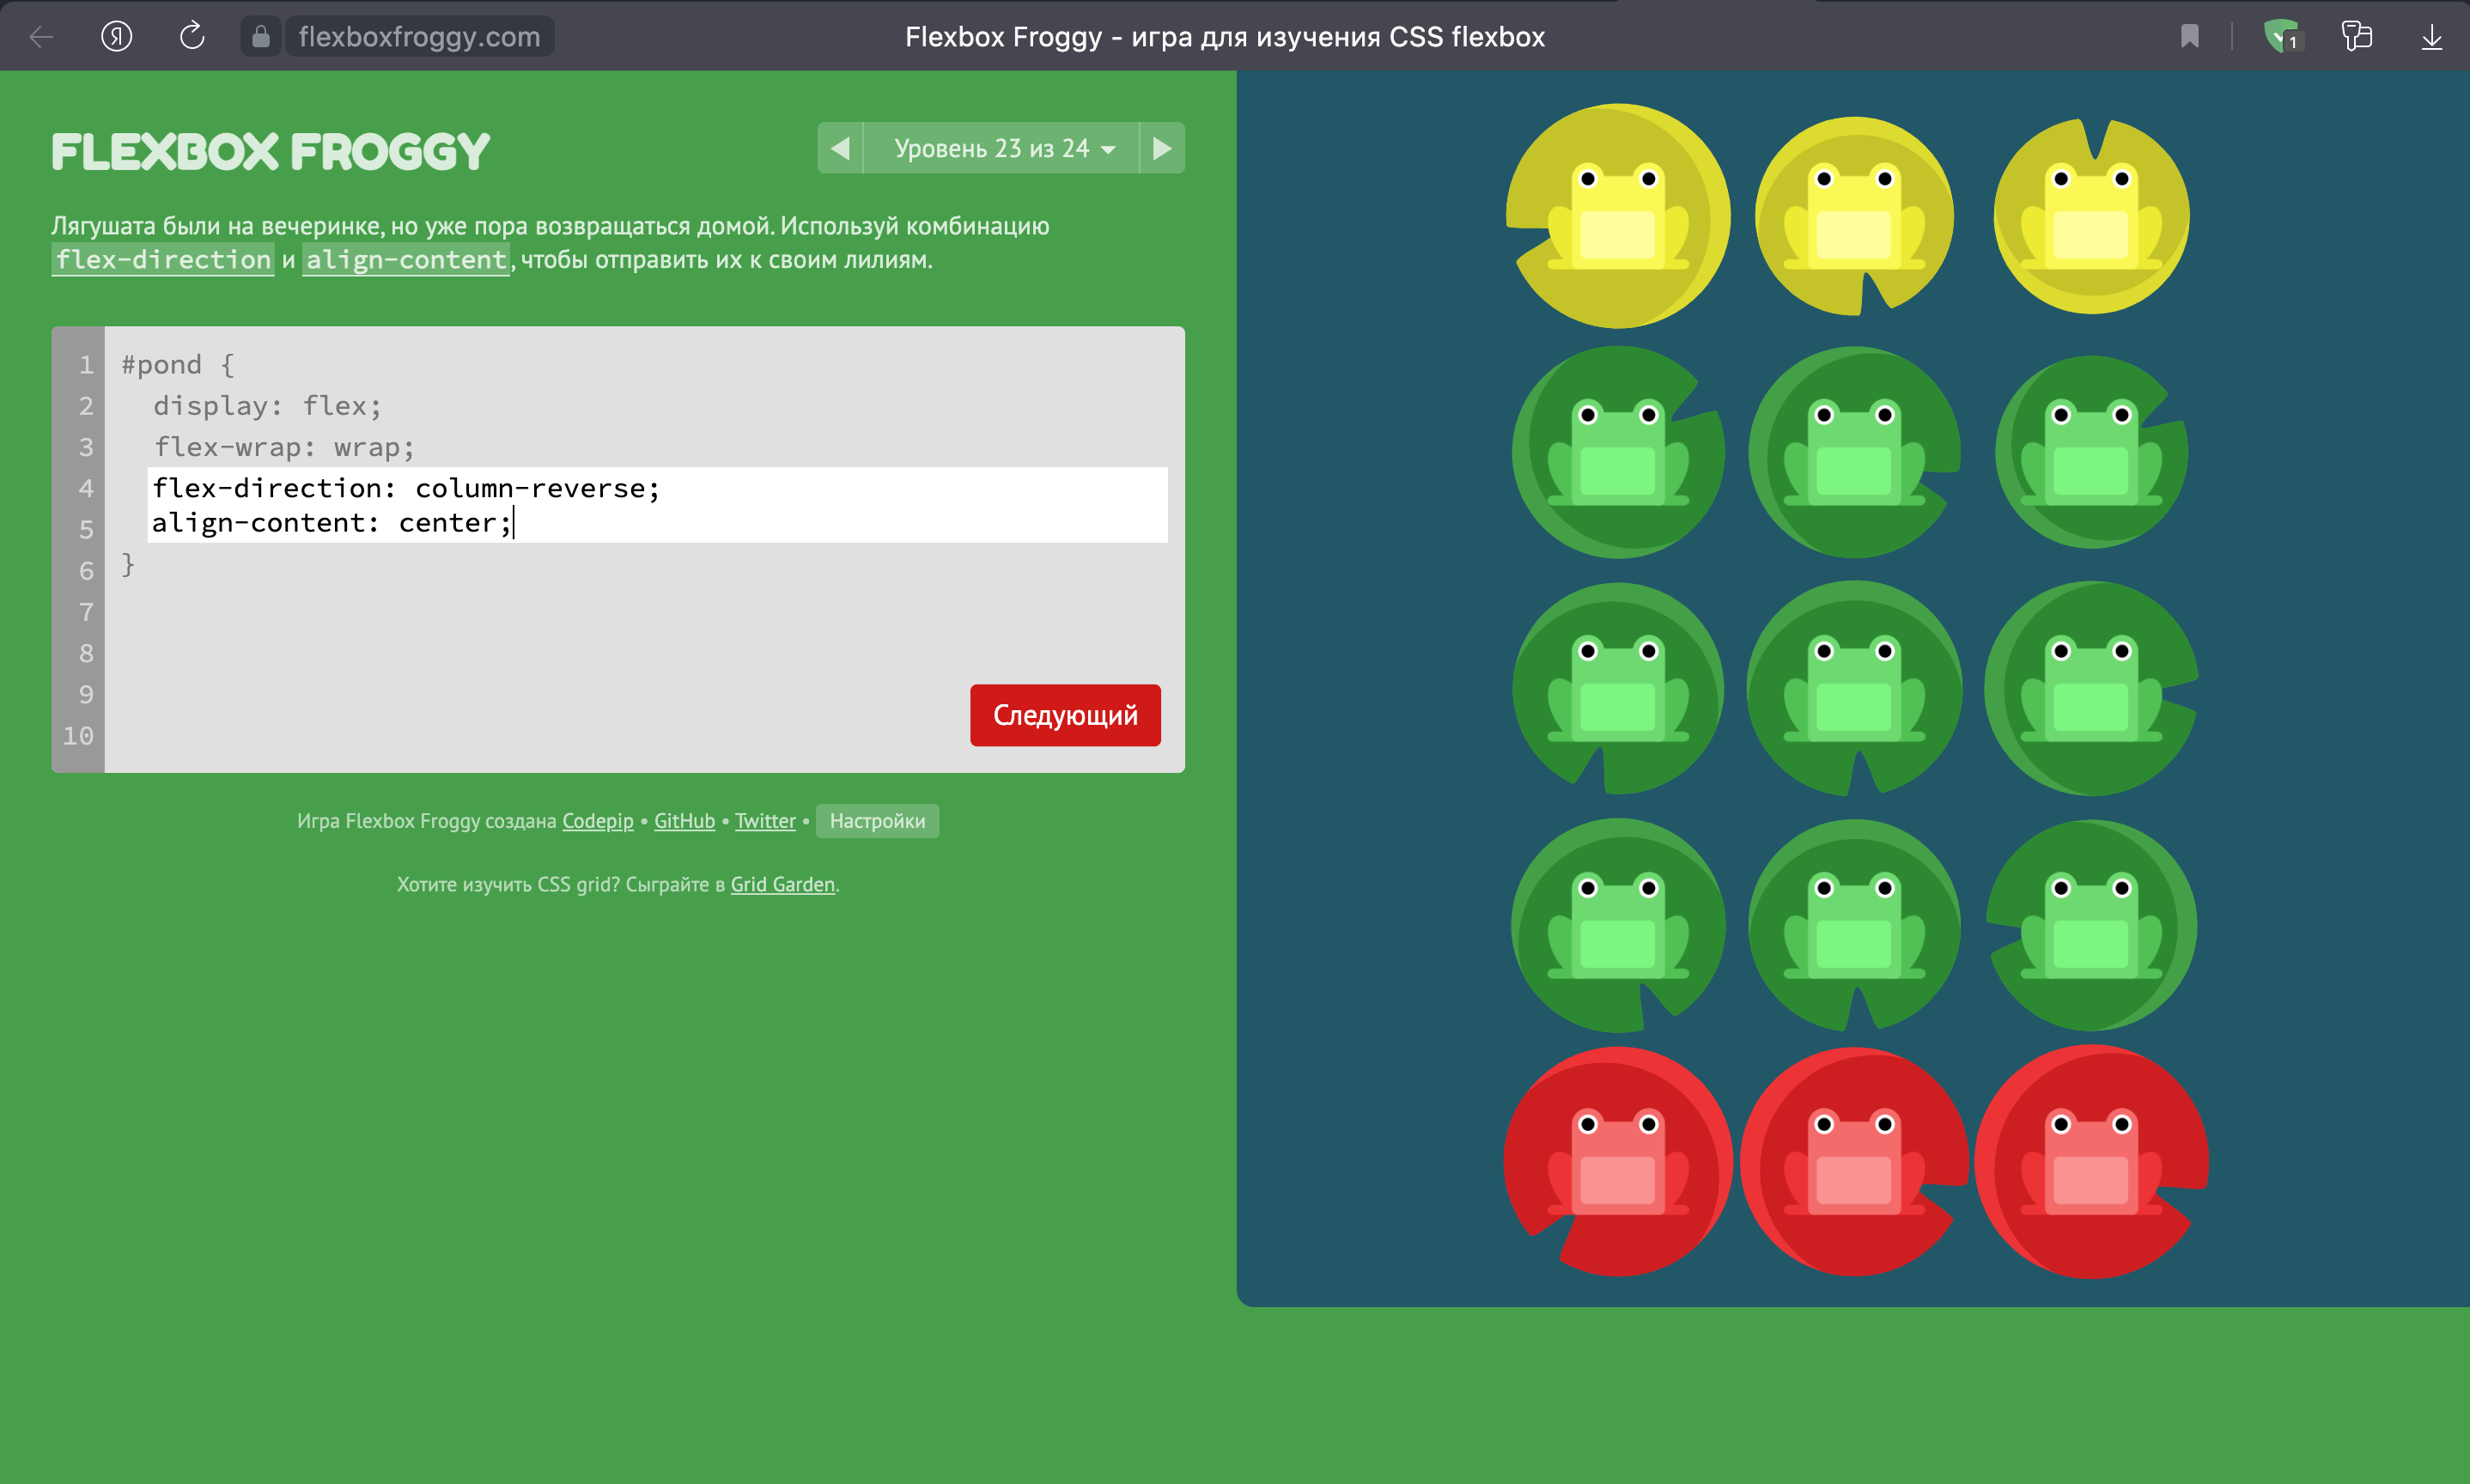 flexboxfroggy.com
Flexbox Froggy - игра для изучения CSS flexbox
1
FLEXBOX FROGGY
Уровень 23 из 24
Лягушата были на вечеринке, но уже пора возвращаться домой. Используй комбинацию
flex-direction и align-content, чтобы отправить их к своим лилиям.
1 #pond {
2 display: flex;
3 flex-wrap: wrap;
4 flex-direction: column-reverse;
5 align-content: center;
6 }
7
8
9
10
Следующий
Игра Flexbox Froggy создана Codepip • GitHub • Twitter • Настройки
Хотите изучить CSS grid? Сыграйте в Grid Garden.